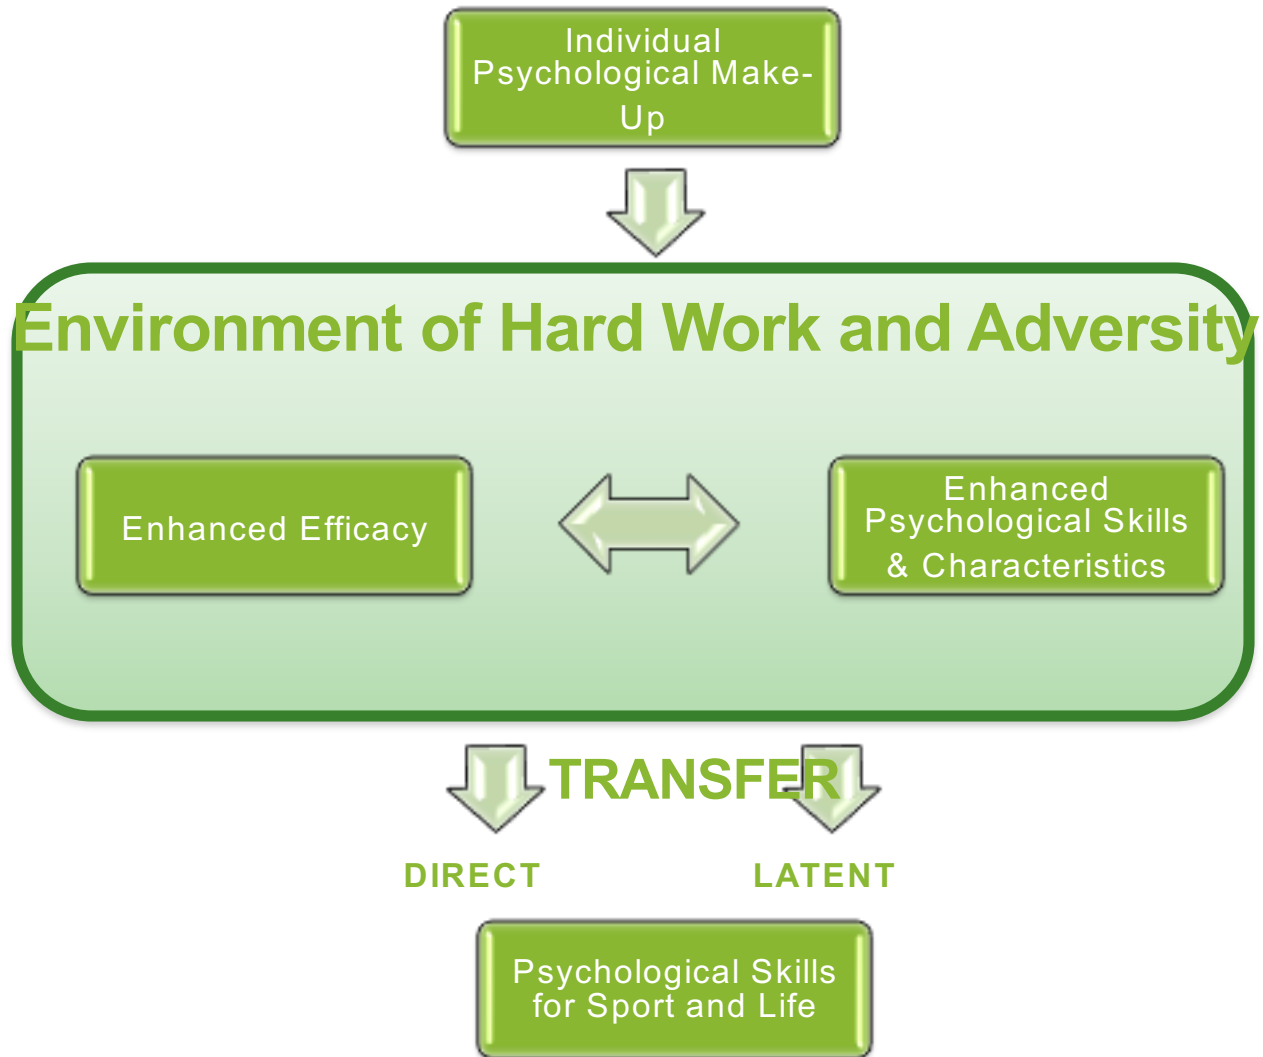 Individual
Psychological Make-
Up
Environment of Hard Work and Adversity
Enhanced Efficacy
Enhanced
Psychological Skills
& Characteristics
TRANSFER
DIRECT
LATENT
Psychological Skills
for Sport and Life